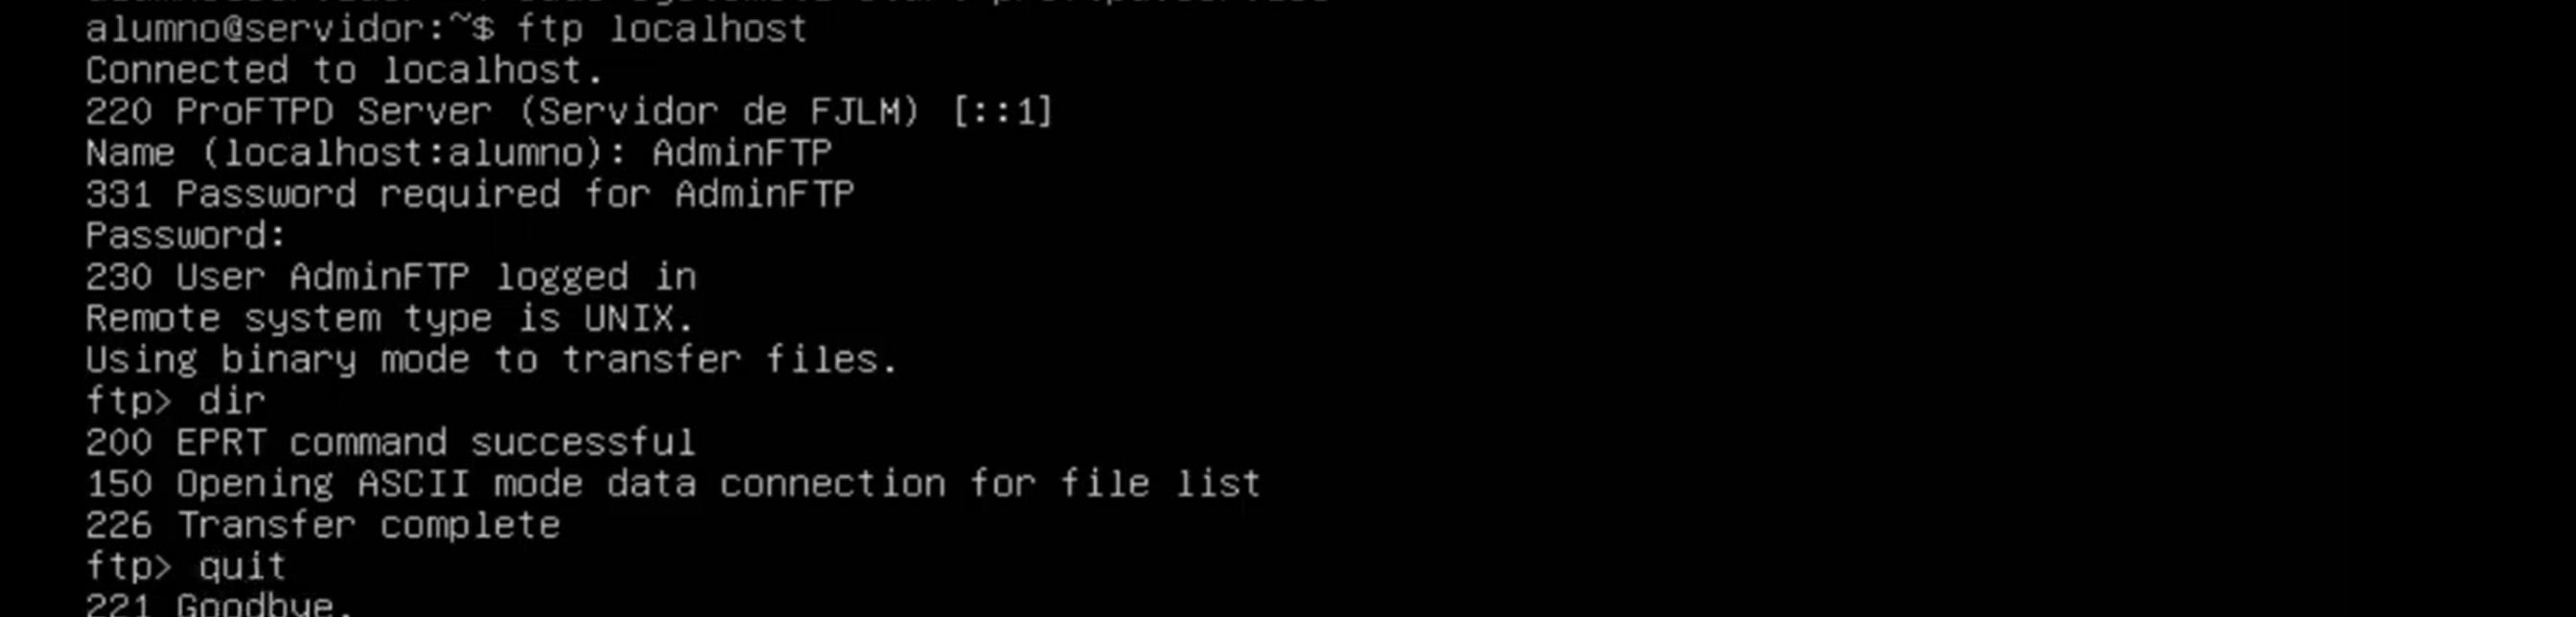 alumno@servidor:~$ ftp localhost
Connected to localhost.
220 ProFTPD Server (Servidor de FJLM) [::1]
Name (localhost:alumno): AdminFTP
331 Password required for AdminFTP
Password:
230 User AdminFTP logged in
Remote system type is UNIX.
Using binary mode to transfer files.
ftp> dir
200 EPRT command successful
150 Opening ASCII mode data connection for file list
226 Transfer complete
ftp> quit
221 Goodbye.